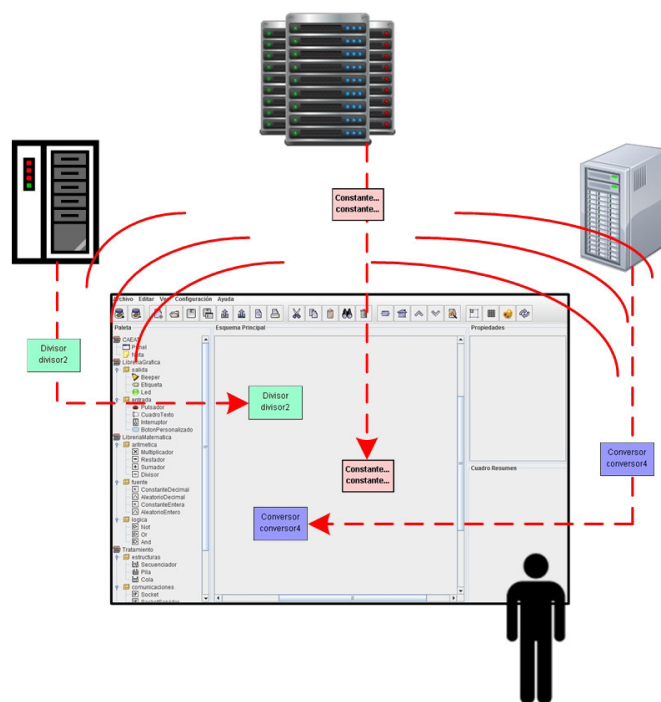 Constante...
constante...
Archivo Editar Ver Configuración Ayuda
Paleta
Esquema Principal
Propiedades
Divisor
divisor2
CAEAT
Panel
Nota
LibreriaGrafica
salida
Beeper
Etiqueta
Led
entrada
Pulsador
CuadroTexto
Interruptor
BotonPersonalizado
LibreriaMatematica
aritmetica
Multiplicador
Restador
Sumador
Divisor
fuente
ConstanteDecimal
AleatorioDecimal
ConstanteEntera
AleatorioEntero
logica
Not
Or
And
Tratamiento
estructuras
Secuenciador
Pila
Cola
comunicaciones
Socket
Divisor
divisor2
Constante...
constante...
Conversor
conversor4
Conversor
conversor4
Cuadro Resumen